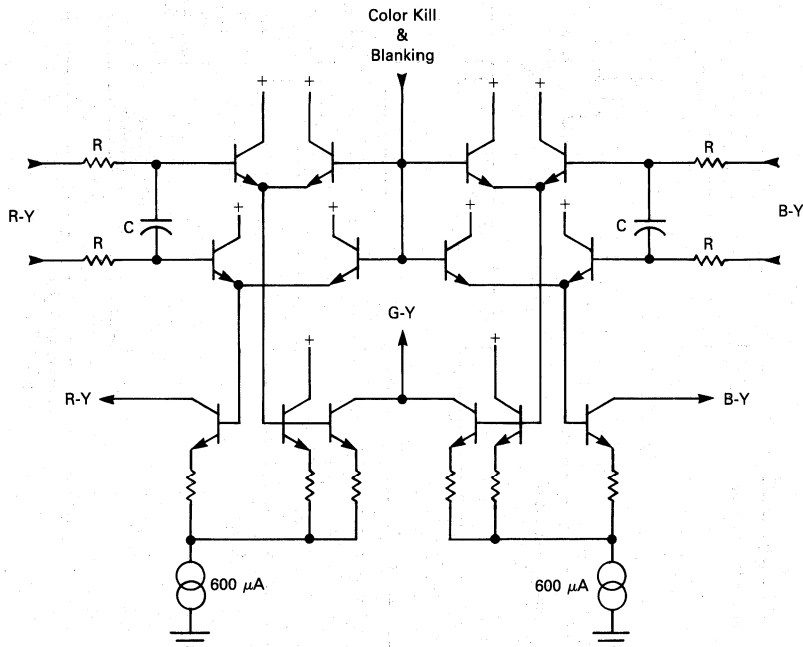 Color Kill
&
Blanking
+ + + +
R R
R-Y C C B-Y
+ + + +
R R
G-Y
+ +
R-Y B-Y
600 μA 600 μA